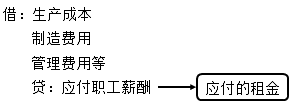 借：生产成本
制造费用
管理费用等
贷：应付职工薪酬
应付的租金